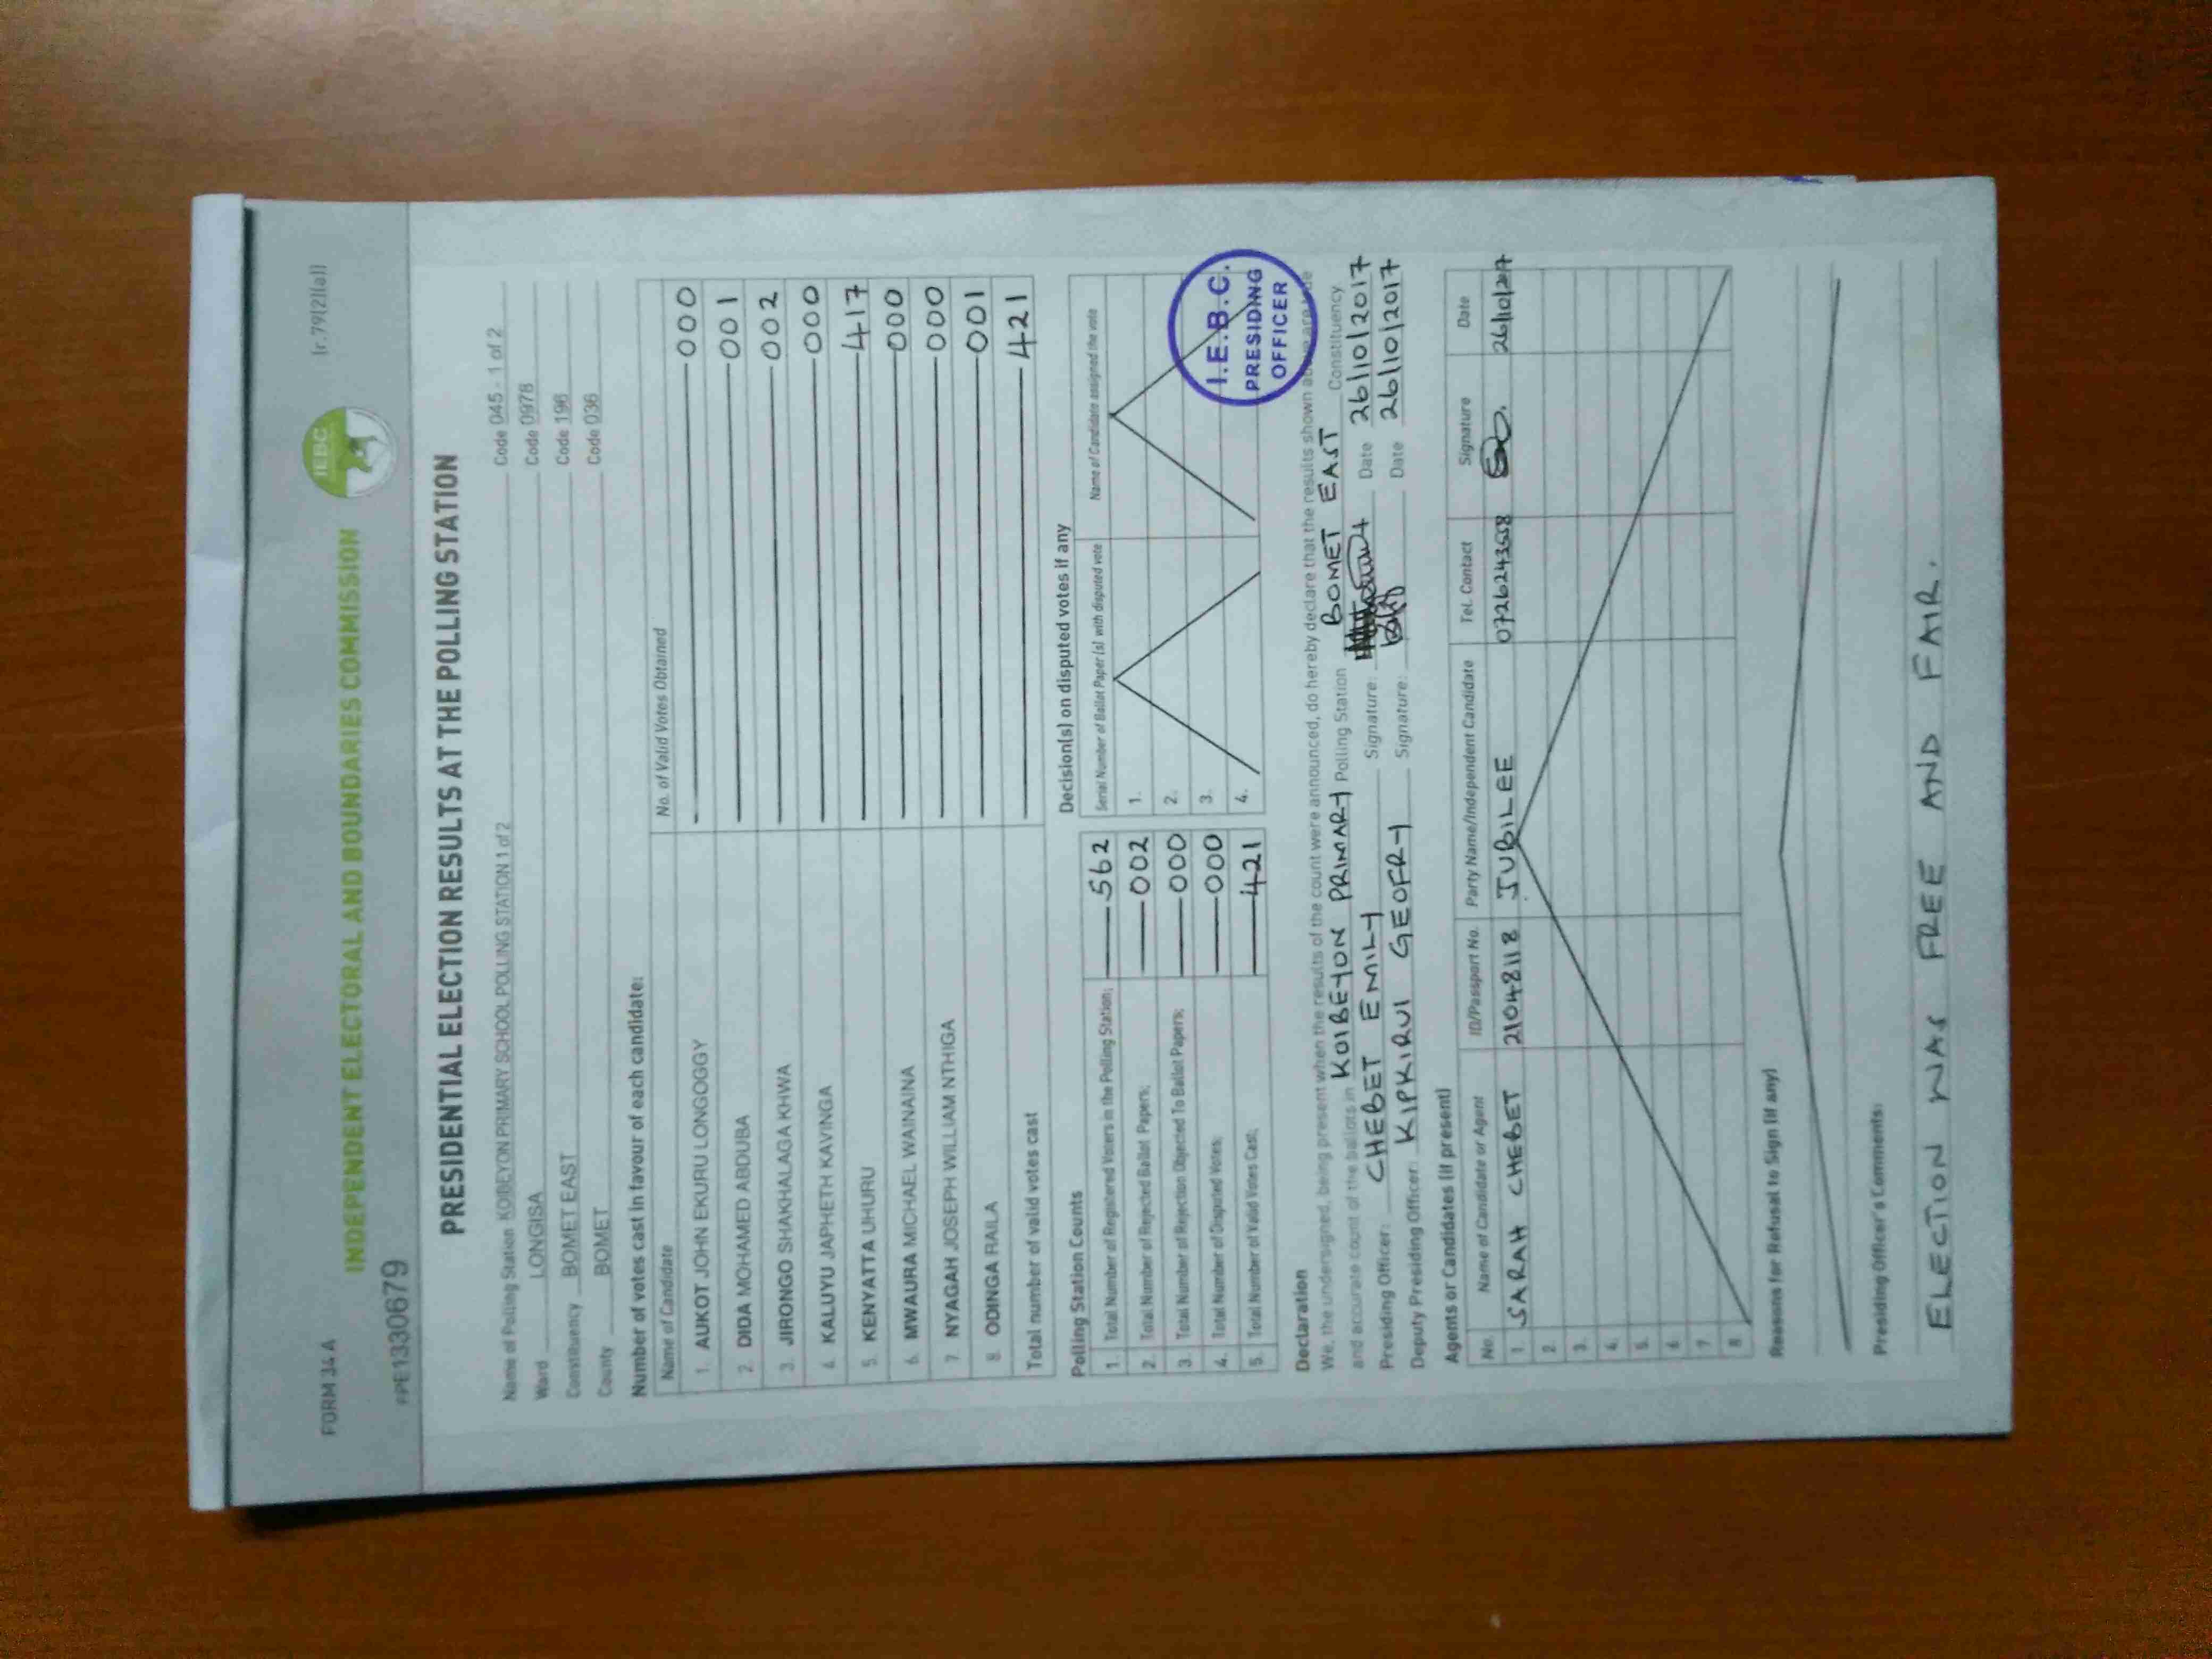 FORM 34 A
(r.79(2)(a))
INDEPENDENT ELECTORAL AND BOUNDARIES COMMISSION
IEBC
PPE1330679
PRESIDENTIAL ELECTION RESULTS AT THE POLLING STATION
Name of Polling Station KOBEYON PRIMARY SCHOOL POLLING STATION 1 of 2 Code 045 - 1 of 2
Ward LONGISA Code 0978
Constituency BOMET EAST Code 196
County BOMET Code 036
Number of votes cast in favour of each candidate:
Name of Candidate No. of Valid Votes Obtained
1. AUKOT JOHN EKURU LONGOGGY 000
2. DIDA MOHAMED ABDUBA 001
3. JIRONGO SHAKHALAGA KHWA 002
4. KALUYU JAPHETH KAVINGA 000
5. KENYATTA UHURU 417
6. MWAURA MICHAEL WAINAINA 000
7. NYAGAH JOSEPH WILLIAM NTHIGA 000
8. ODINGA RAILA 001
Total number of valid votes cast 421
Polling Station Counts
1. Total Number of Registered Voters in the Polling Station; 562
2. Total Number of Rejected Ballot Papers; 002
3. Total Number of Rejection Objected To Ballot Papers; 000
4. Total Number of Disputed Votes; 000
5. Total Number of Valid Votes Cast; 421
Decision(s) on disputed votes if any
Serial Number of Ballot Paper (s) with disputed vote Name of Candidate assigned the vote
1.
2.
3.
4.
I.E.B.C.
PRESIDING
OFFICER
Declaration
We, the undersigned, being present when the results of the count were announced, do hereby declare that the results shown above are true
and accurate count of the ballots in KOIBEYON PRIMARY Polling Station BOMET EAST Constituency
Presiding Officer: CHEBET EMILY Signature: Date 26/10/2017
Deputy Presiding Officer: KIPKIRUI GEOFRY Signature: Date 26/10/2017
Agents or Candidates (if present)
No. Name of Candidate or Agent ID/Passport No. Party Name/Independent Candidate Tel. Contact Signature Date
1. SARAH CHEBET 21048118 JUBILEE 0726243658 26/10/2017
2.
3.
4.
5.
6.
7.
8
Reasons for Refusal to Sign (if any)
Presiding Officer's Comments:
ELECTION WAS FREE AND FAIR.